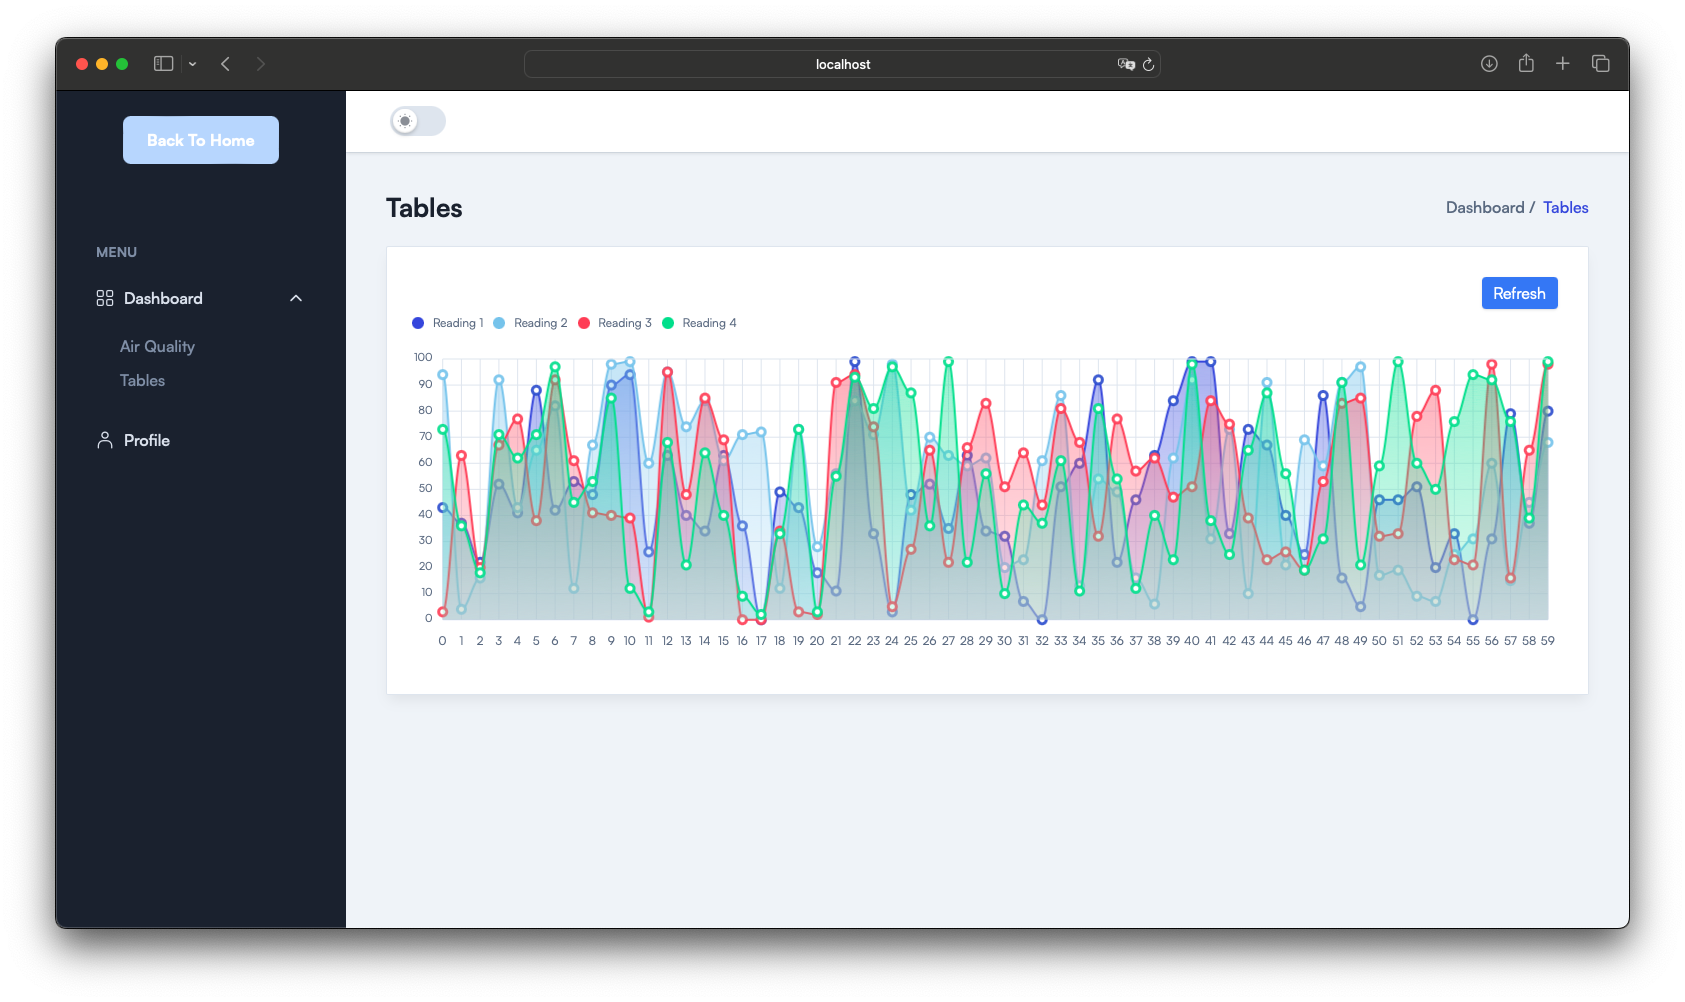 localhost
Back To Home
MENU
Dashboard
Air Quality
Tables
Profile
Tables
Dashboard / Tables
Refresh
Reading 1 Reading 2 Reading 3 Reading 4
100
90
80
70
60
50
40
30
20
10
0
0 1 2 3 4 5 6 7 8 9 10 11 12 13 14 15 16 17 18 19 20 21 22 23 24 25 26 27 28 29 30 31 32 33 34 35 36 37 38 39 40 41 42 43 44 45 46 47 48 49 50 51 52 53 54 55 56 57 58 59